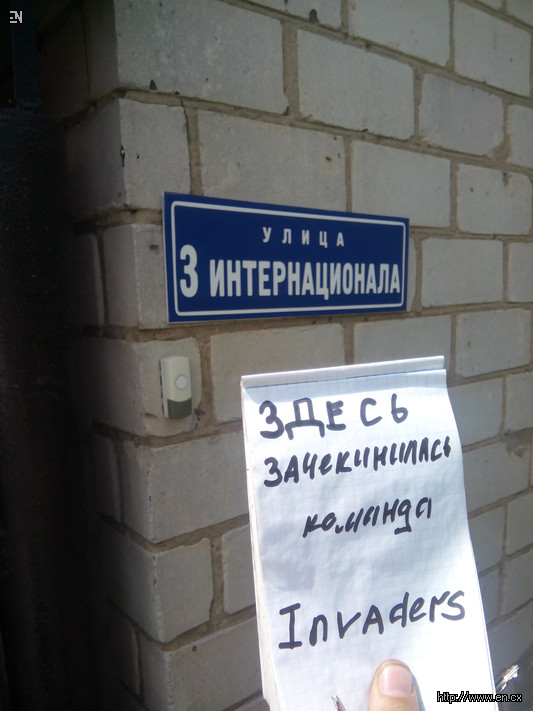 EN
УЛИЦА
3 ИНТЕРНАЦИОНАЛА
ЗДЕСЬ
ЗАЧЕКИНИЛАСЬ
команда
Invaders
http://www.en.cx